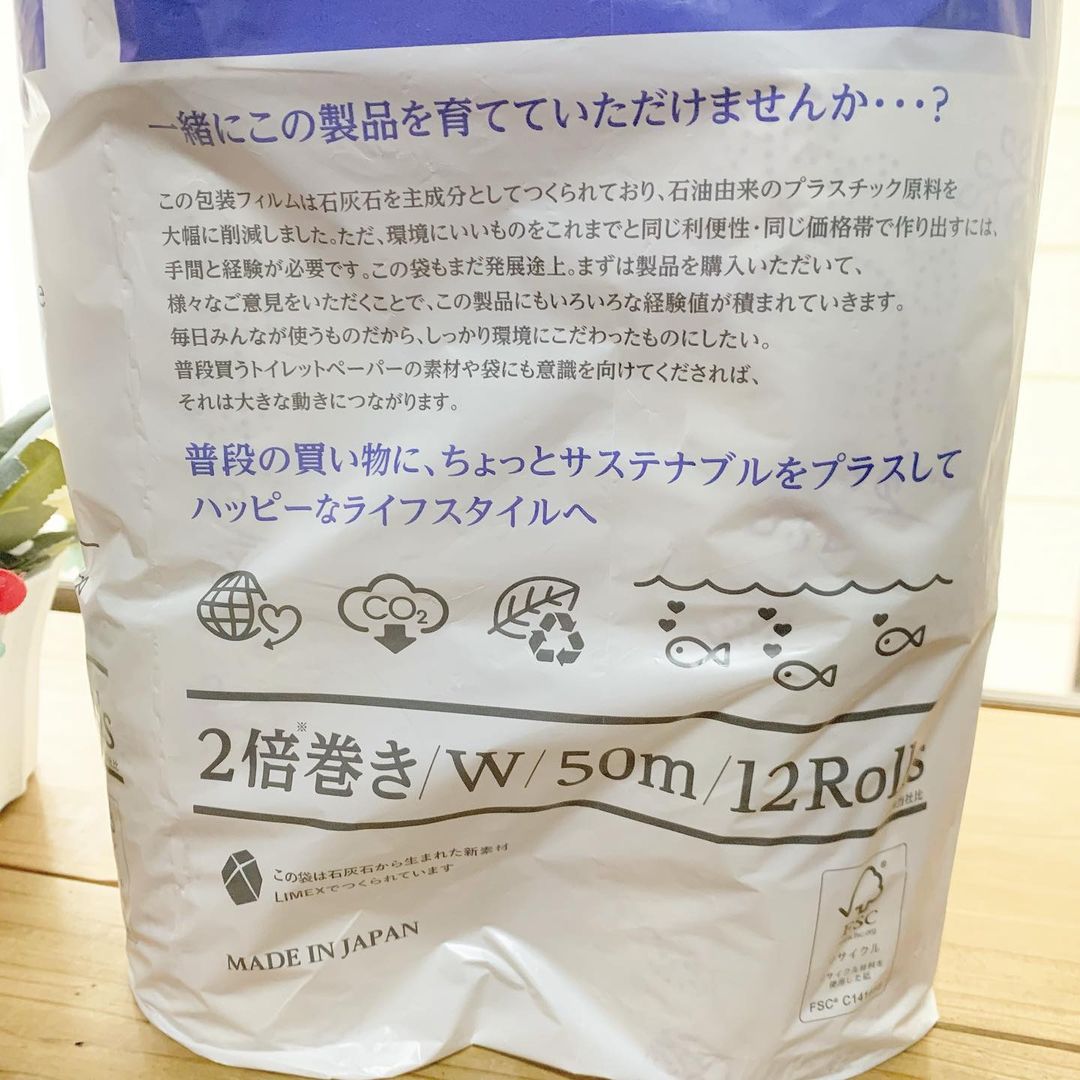 一緒にこの製品を育てていただけませんか・・・?
この包装フィルムは石灰石を主成分としてつくられており、石油由来のプラスチック原料を
大幅に削減しました。ただ、環境にいいものをこれまでと同じ利便性・同じ価格帯で作り出すには、
手間と経験が必要です。この袋もまだ発展途上。まずは製品を購入いただいて、
様々なご意見をいただくことで、この製品にもいろいろな経験値が積まれていきます。
毎日みんなが使うものだから、しっかり環境にこだわったものにしたい。
普段買うトイレットペーパーの素材や袋にも意識を向けてくだされば、
それは大きな動きにつながります。
普段の買い物に、ちょっとサステナブルをプラスして
ハッピーなライフスタイルへ
CO2
2倍※巻き/W/50m/12Rolls
当社比
この袋は石灰石から生まれた新素材
LIMEXでつくられています
MADE IN JAPAN
FSC
リサイクル
リサイクル原料を
使用した紙
FSC®